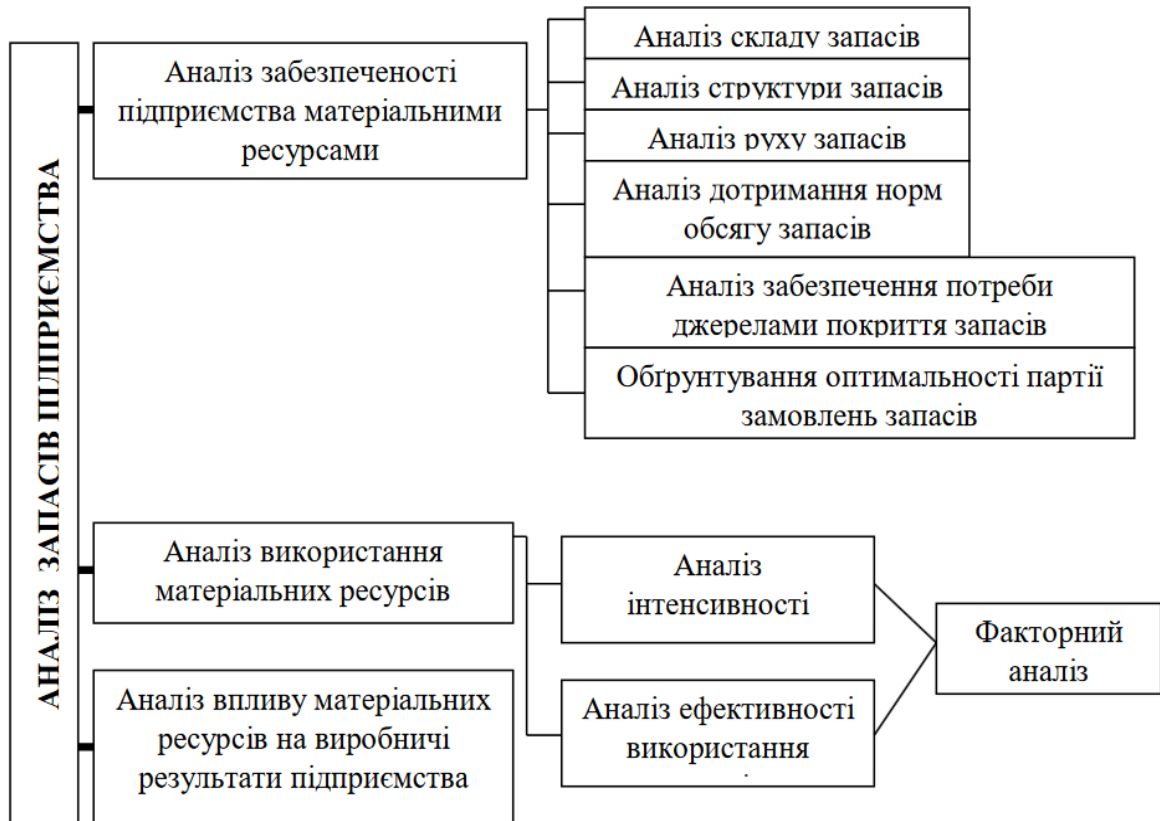 АНАЛІЗ ЗАПАСІВ ПІДПРИЄМСТВА
Аналіз забезпеченості
підприємства матеріальними
ресурсами
Аналіз складу запасів
Аналіз структури запасів
Аналіз руху запасів
Аналіз дотримання норм
обсягу запасів
Аналіз забезпечення потреби
джерелами покриття запасів
Обґрунтування оптимальності партії
замовлень запасів
Аналіз використання
матеріальних ресурсів
Аналіз
інтенсивності
Аналіз ефективності
використання
Факторний
аналіз
Аналіз впливу матеріальних
ресурсів на виробничі
результати підприємства